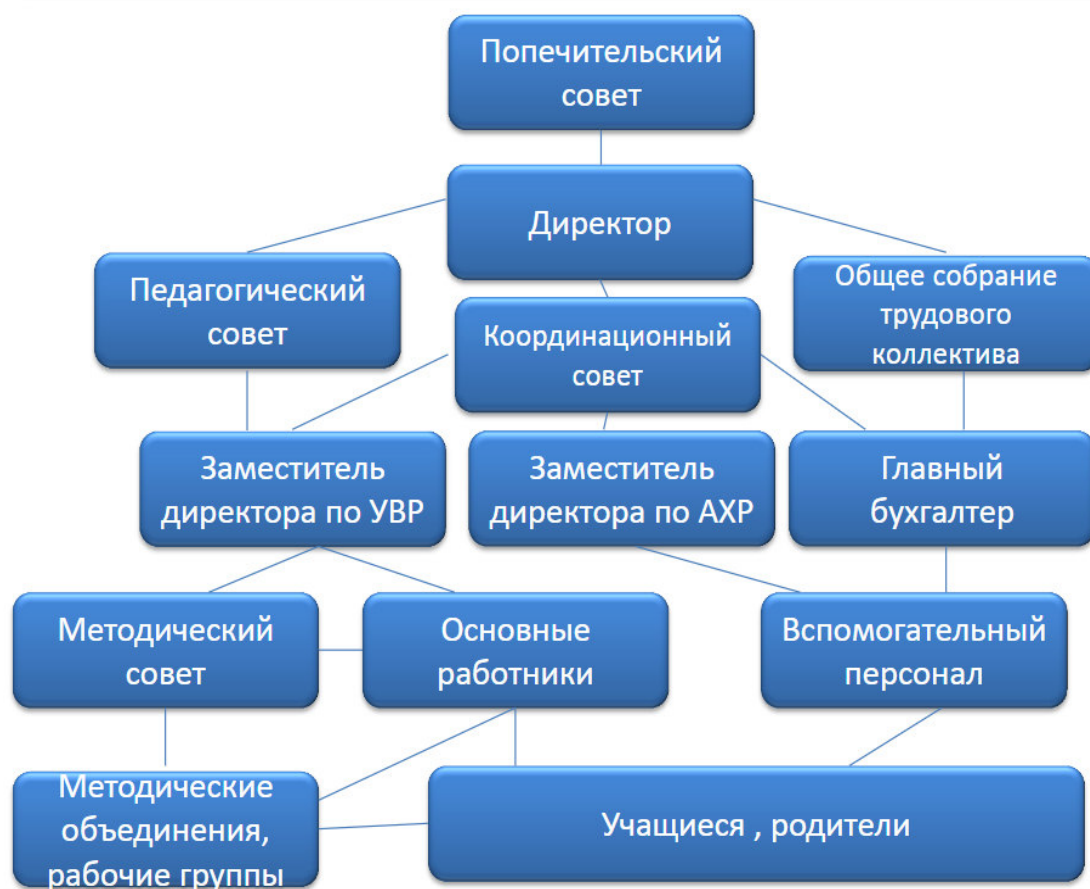 Попечительский
совет
Директор
Педагогический
совет
Координационный
совет
Общее собрание
трудового
коллектива
Заместитель
директора по УВР
Заместитель
директора по АХР
Главный
бухгалтер
Методический
совет
Основные
работники
Вспомогательный
персонал
Методические
объединения,
рабочие группы
Учащиеся , родители